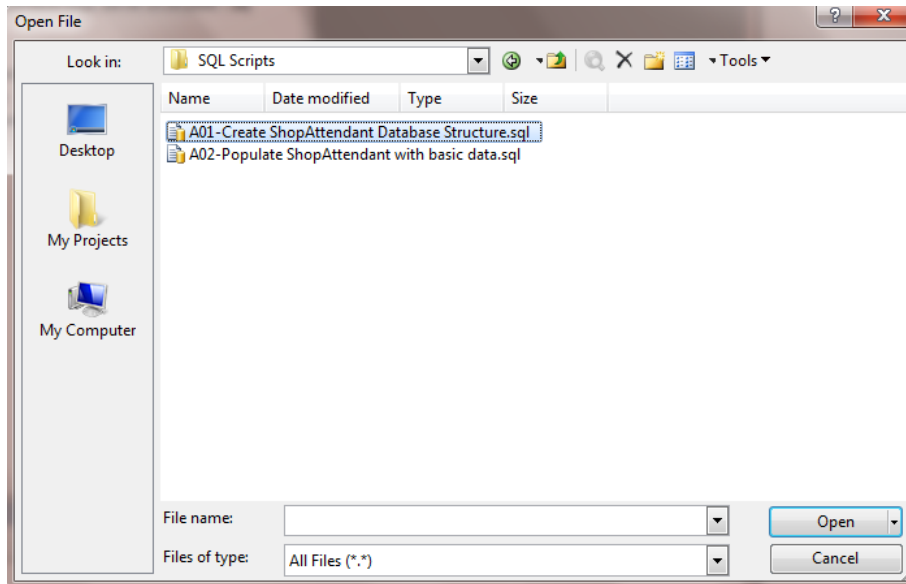 Open File
Look in:
SQL Scripts
Tools
Desktop
My Projects
My Computer
Name Date modified Type Size
A01-Create ShopAttendant Database Structure.sql
A02-Populate ShopAttendant with basic data.sql
File name:
Open
Files of type:
All Files (*.*)
Cancel